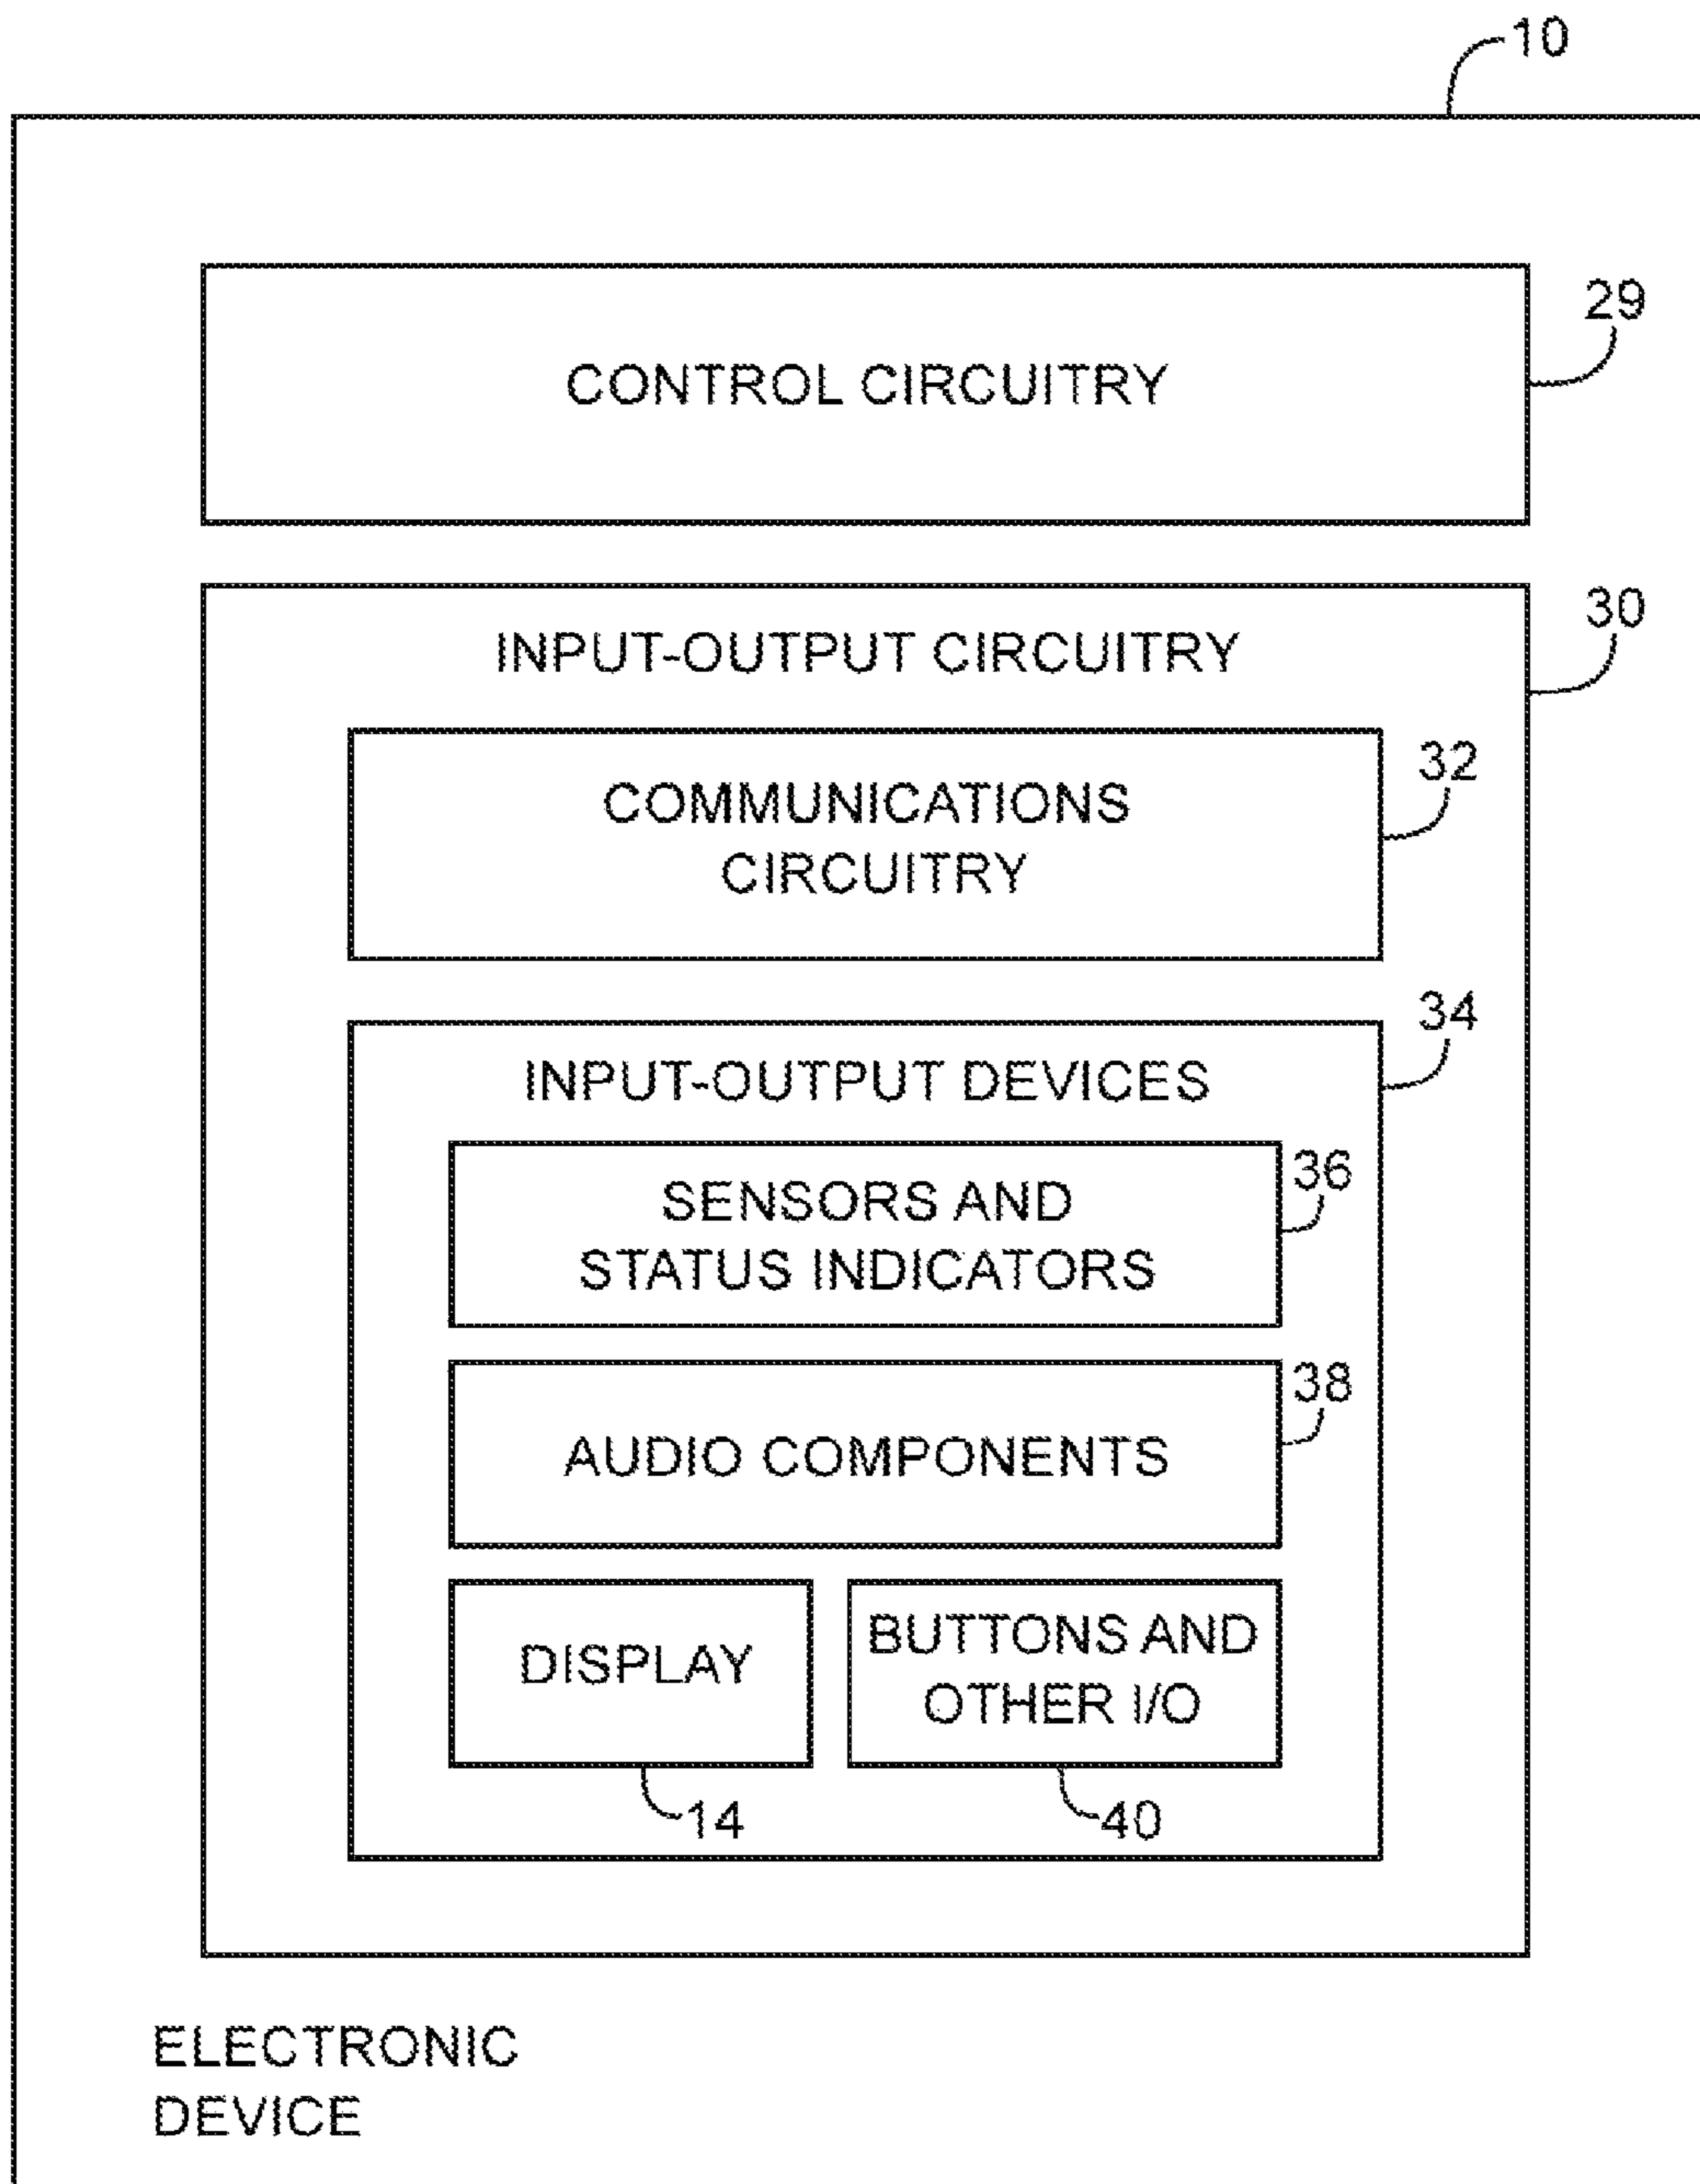 10
CONTROL CIRCUITRY
29
INPUT-OUTPUT CIRCUITRY
30
COMMUNICATIONS
CIRCUITRY
32
INPUT-OUTPUT DEVICES
34
SENSORS AND
STATUS INDICATORS
36
AUDIO COMPONENTS
38
DISPLAY
14
BUTTONS AND
OTHER I/O
40
ELECTRONIC
DEVICE